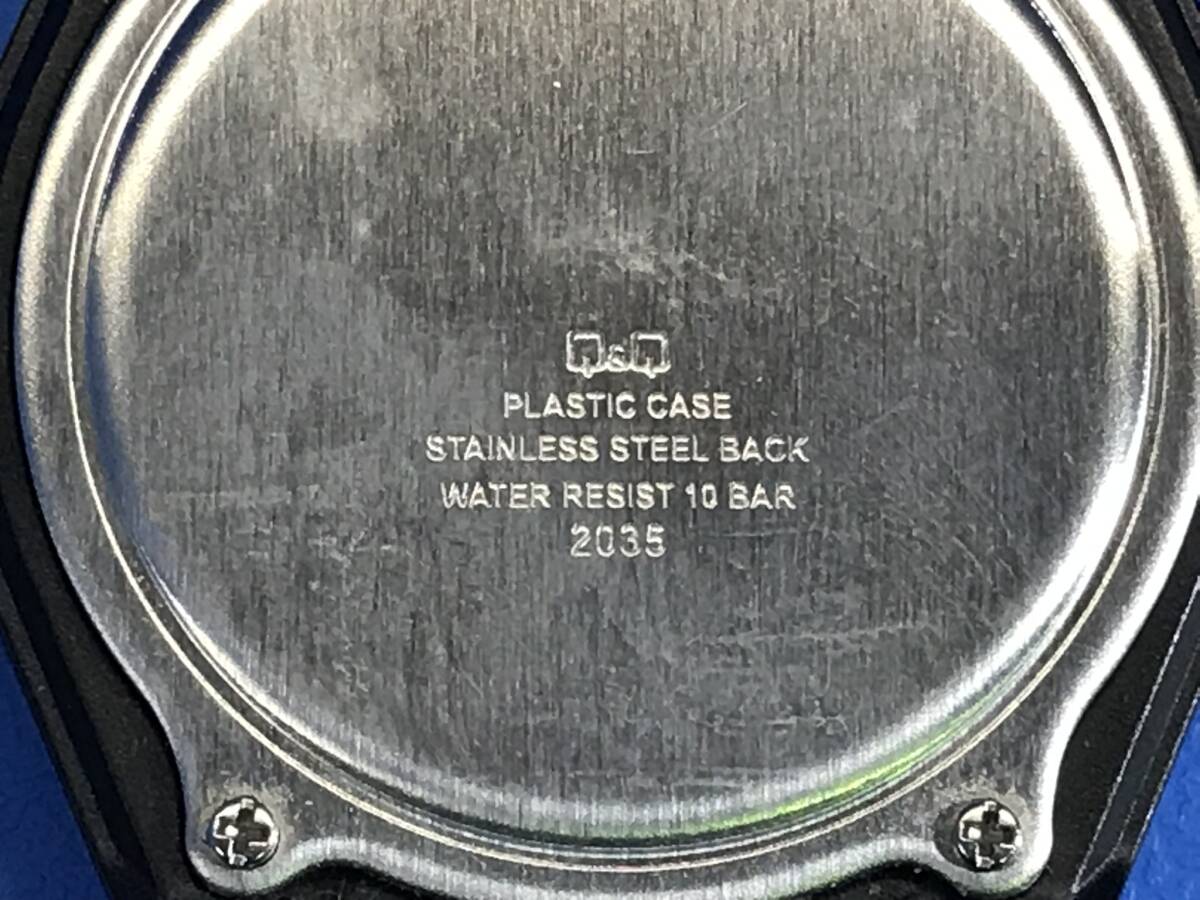 Q&Q
PLASTIC CASE
STAINLESS STEEL BACK
WATER RESIST 10 BAR
2035